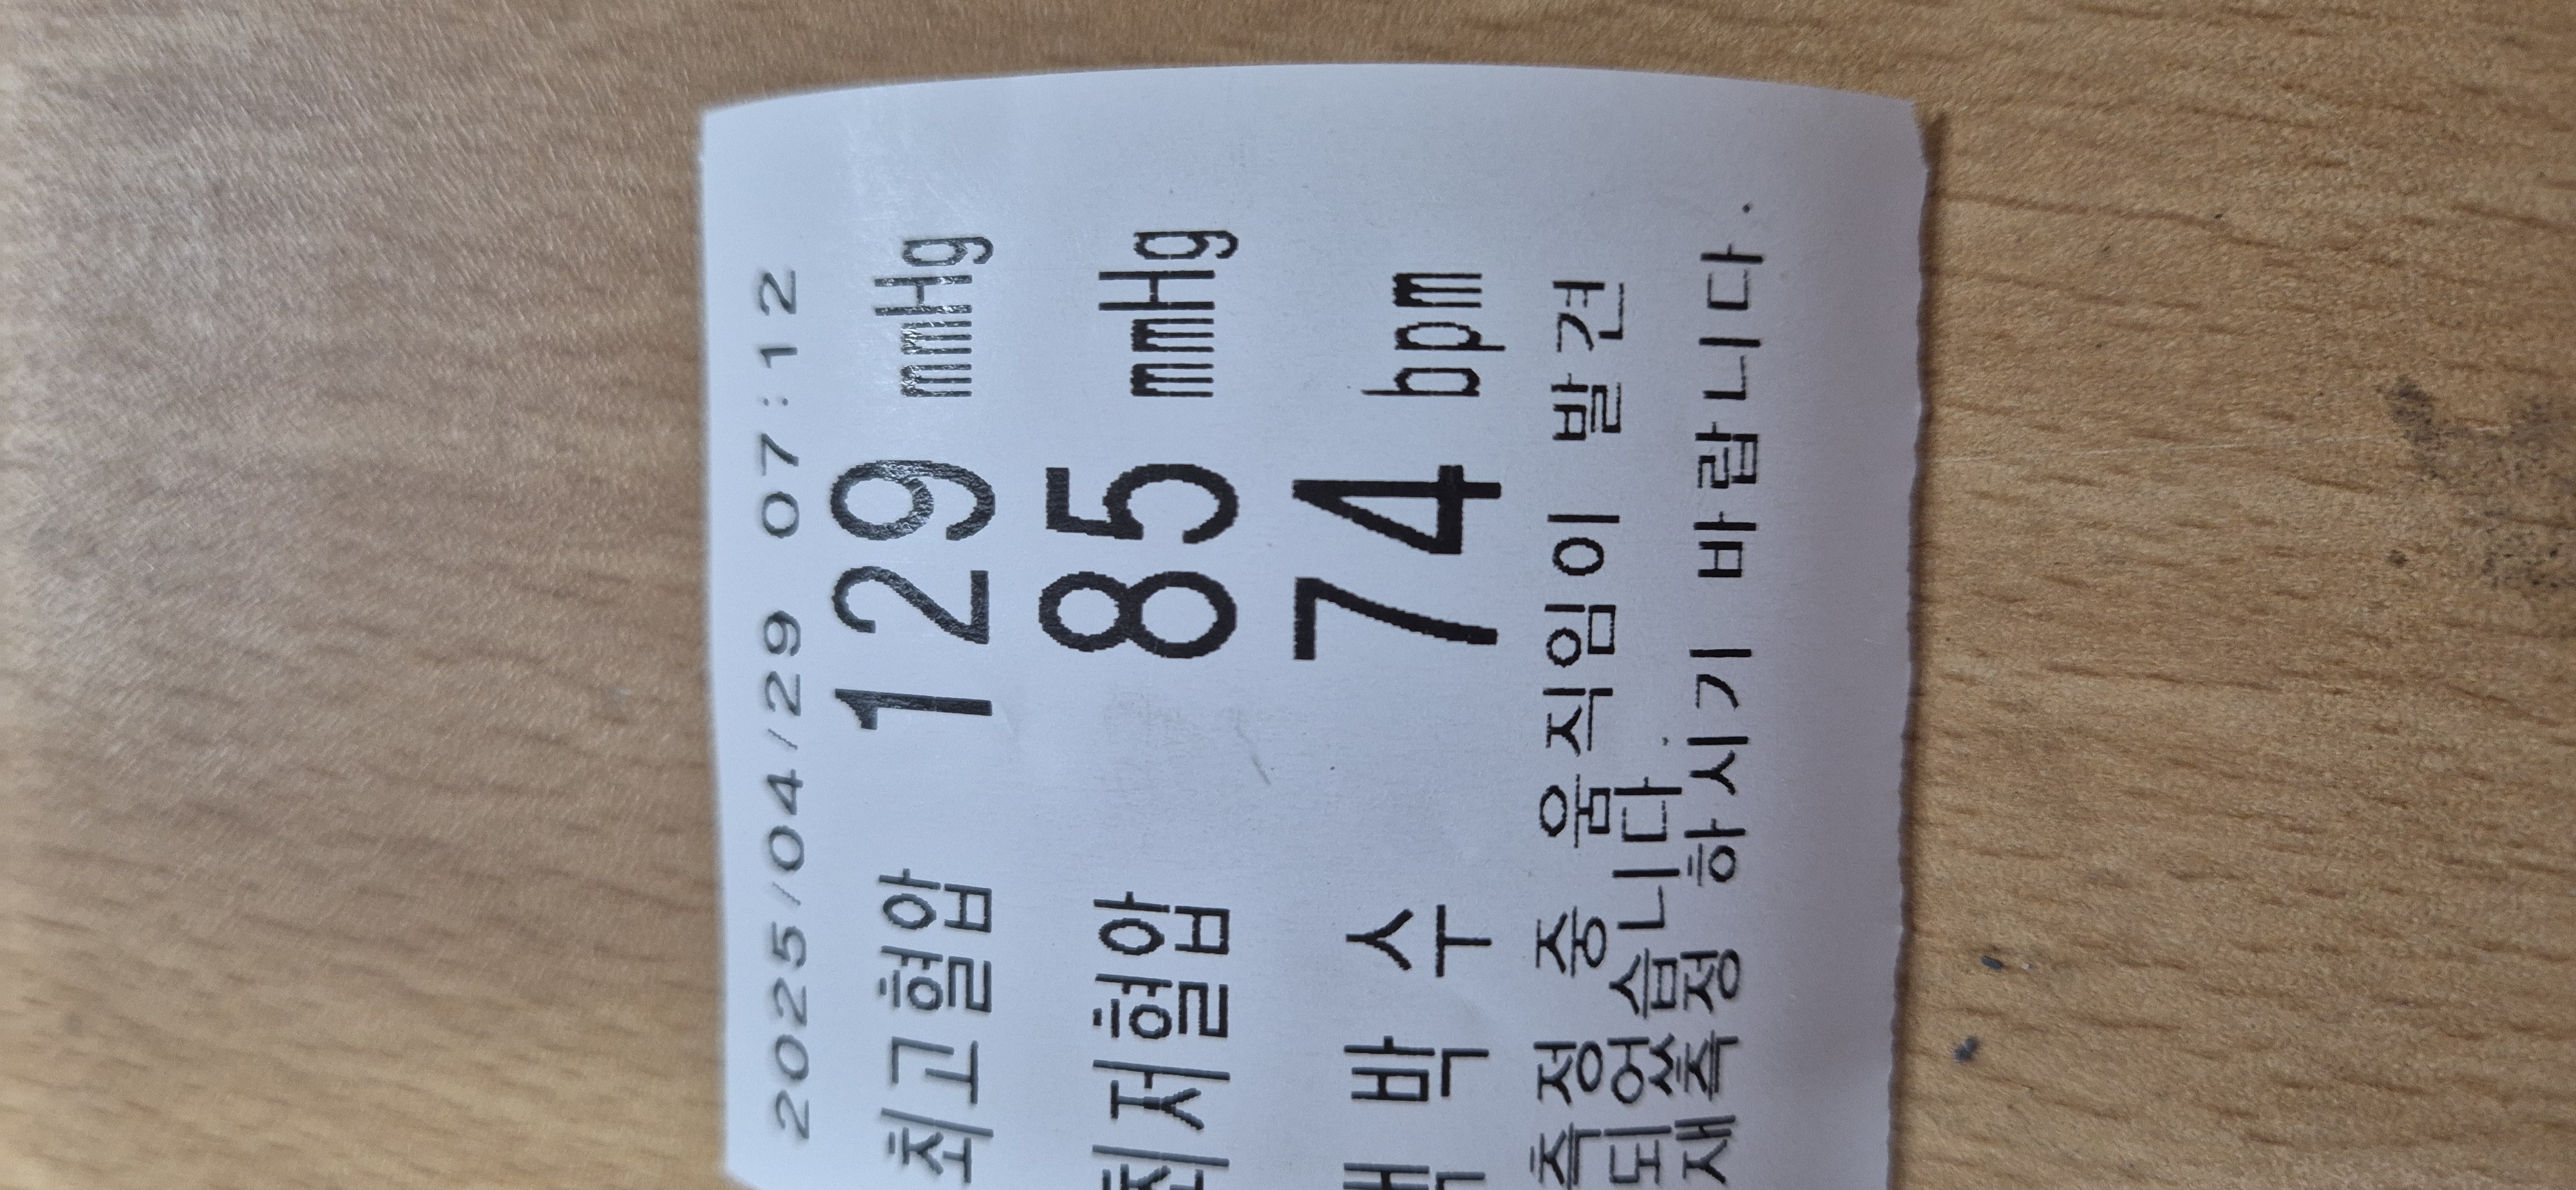 2025/04/29 07:12
최고혈압 129 mmHg
최저혈압 85 mmHg
맥박수 74 bpm
측정 중 움직임이 발견
되었습니다.
재측정 하시기 바랍니다.